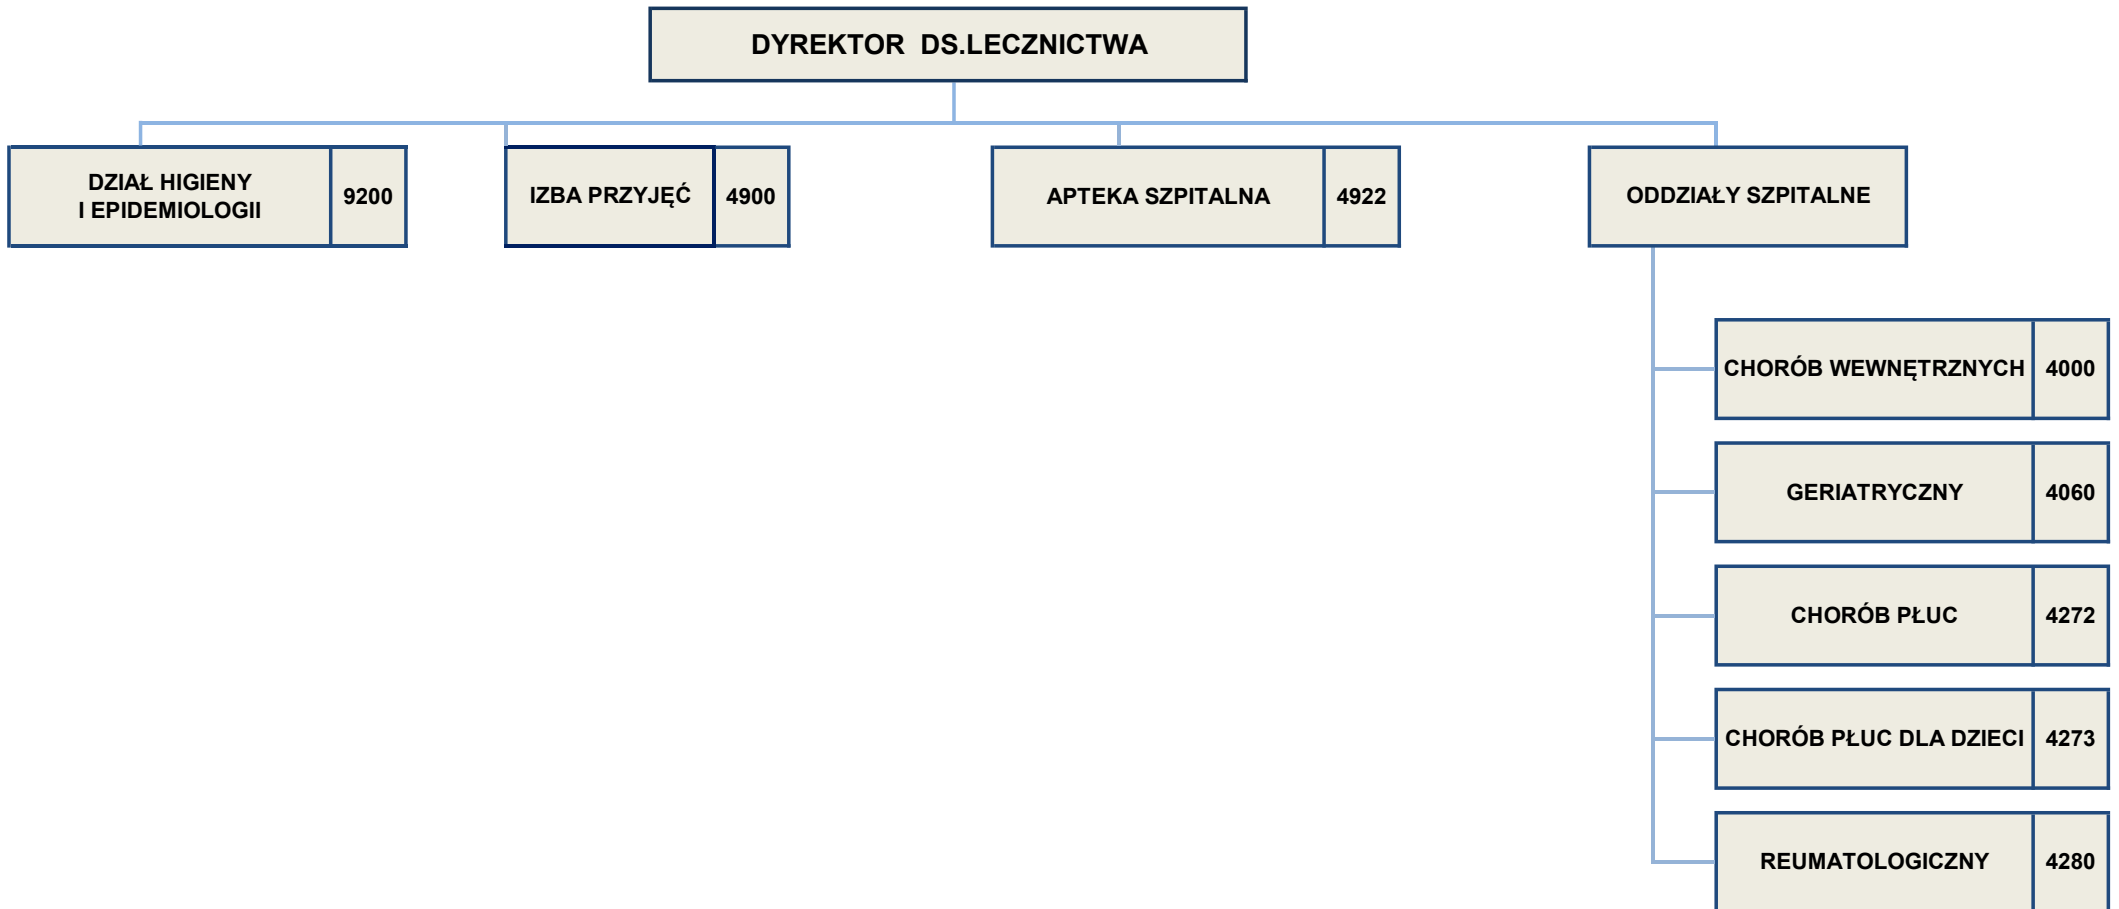 DYREKTOR DS.LECZNICTWA
DZIAŁ HIGIENY
I EPIDEMIOLOGII
9200
IZBA PRZYJĘĆ
4900
APTEKA SZPITALNA
4922
ODDZIAŁY SZPITALNE
CHORÓB WEWNĘTRZNYCH
4000
GERIATRYCZNY
4060
CHORÓB PŁUC
4272
CHORÓB PŁUC DLA DZIECI
4273
REUMATOLOGICZNY
4280